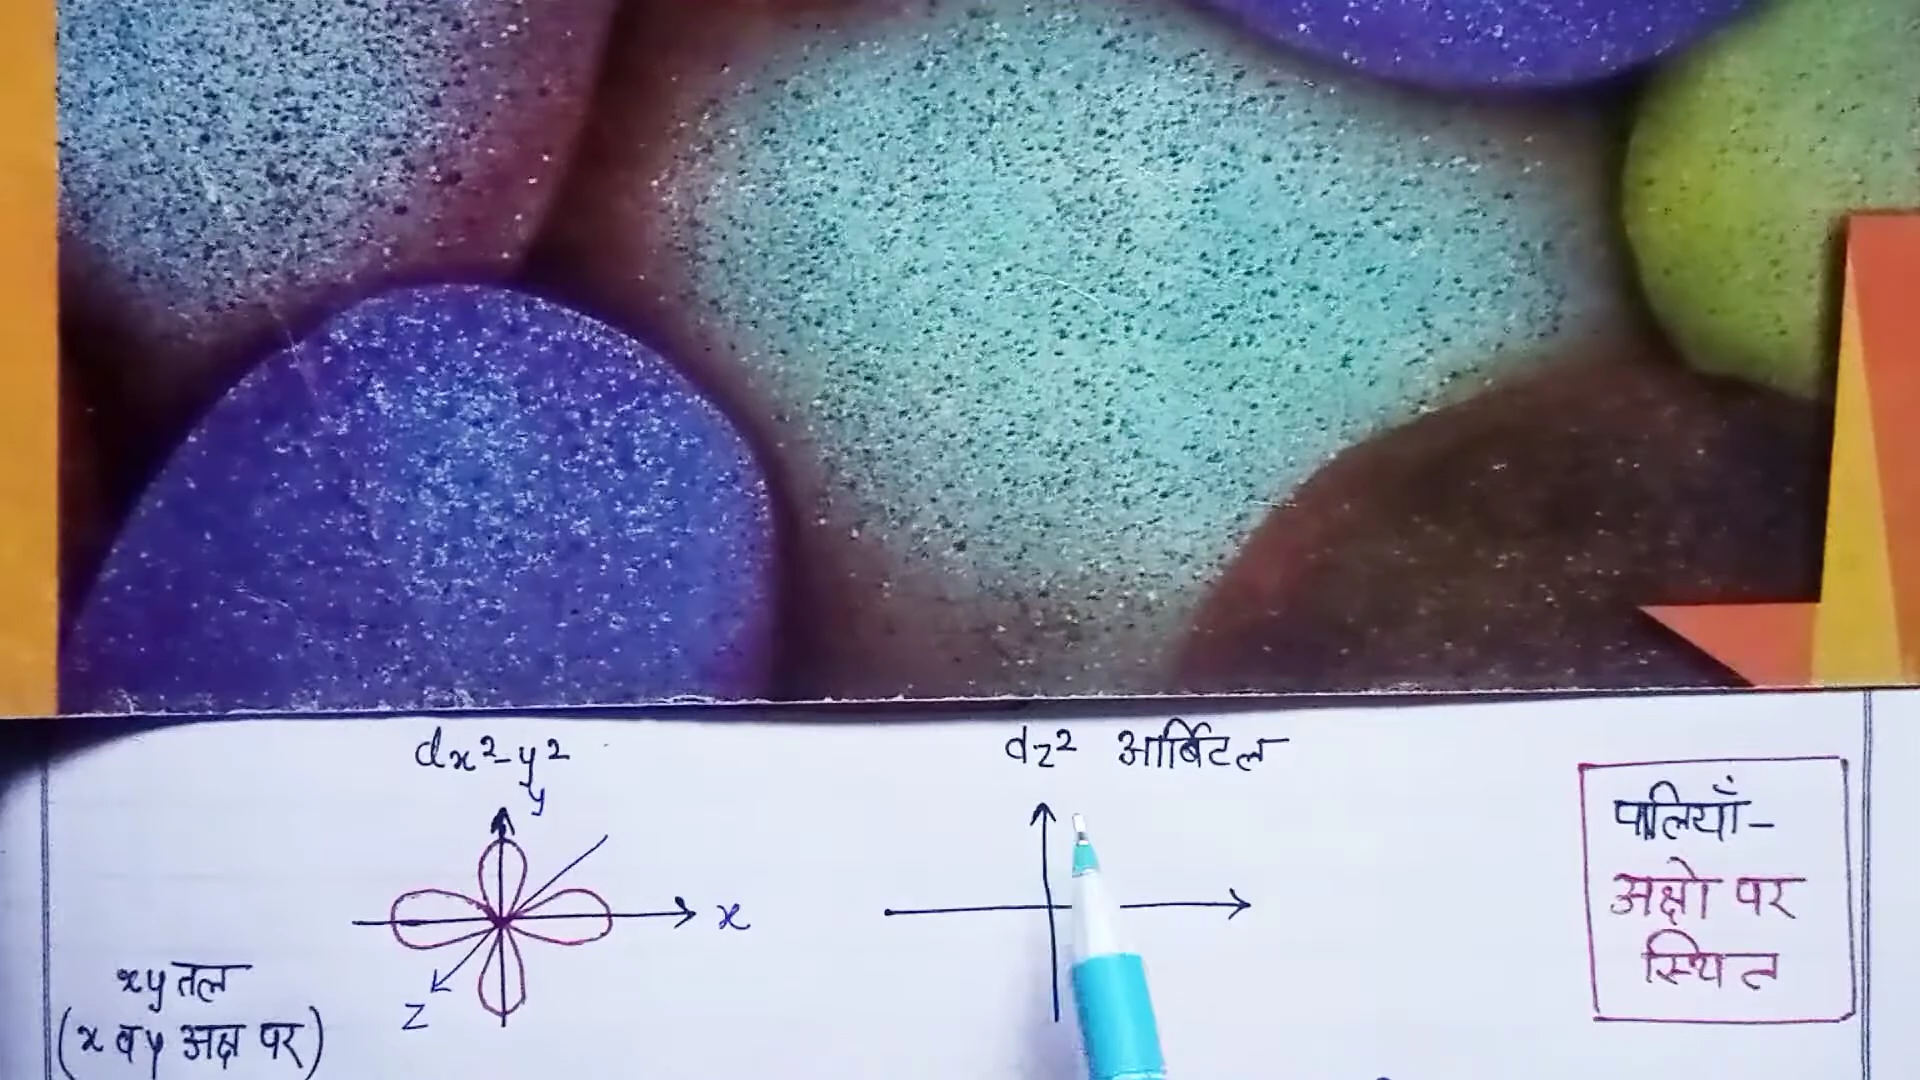 dx²-y²
y
x
z
xy तल
(x व y अक्ष पर)
dz² आर्बिटल
पालियाँ-
अक्षो पर
स्थित